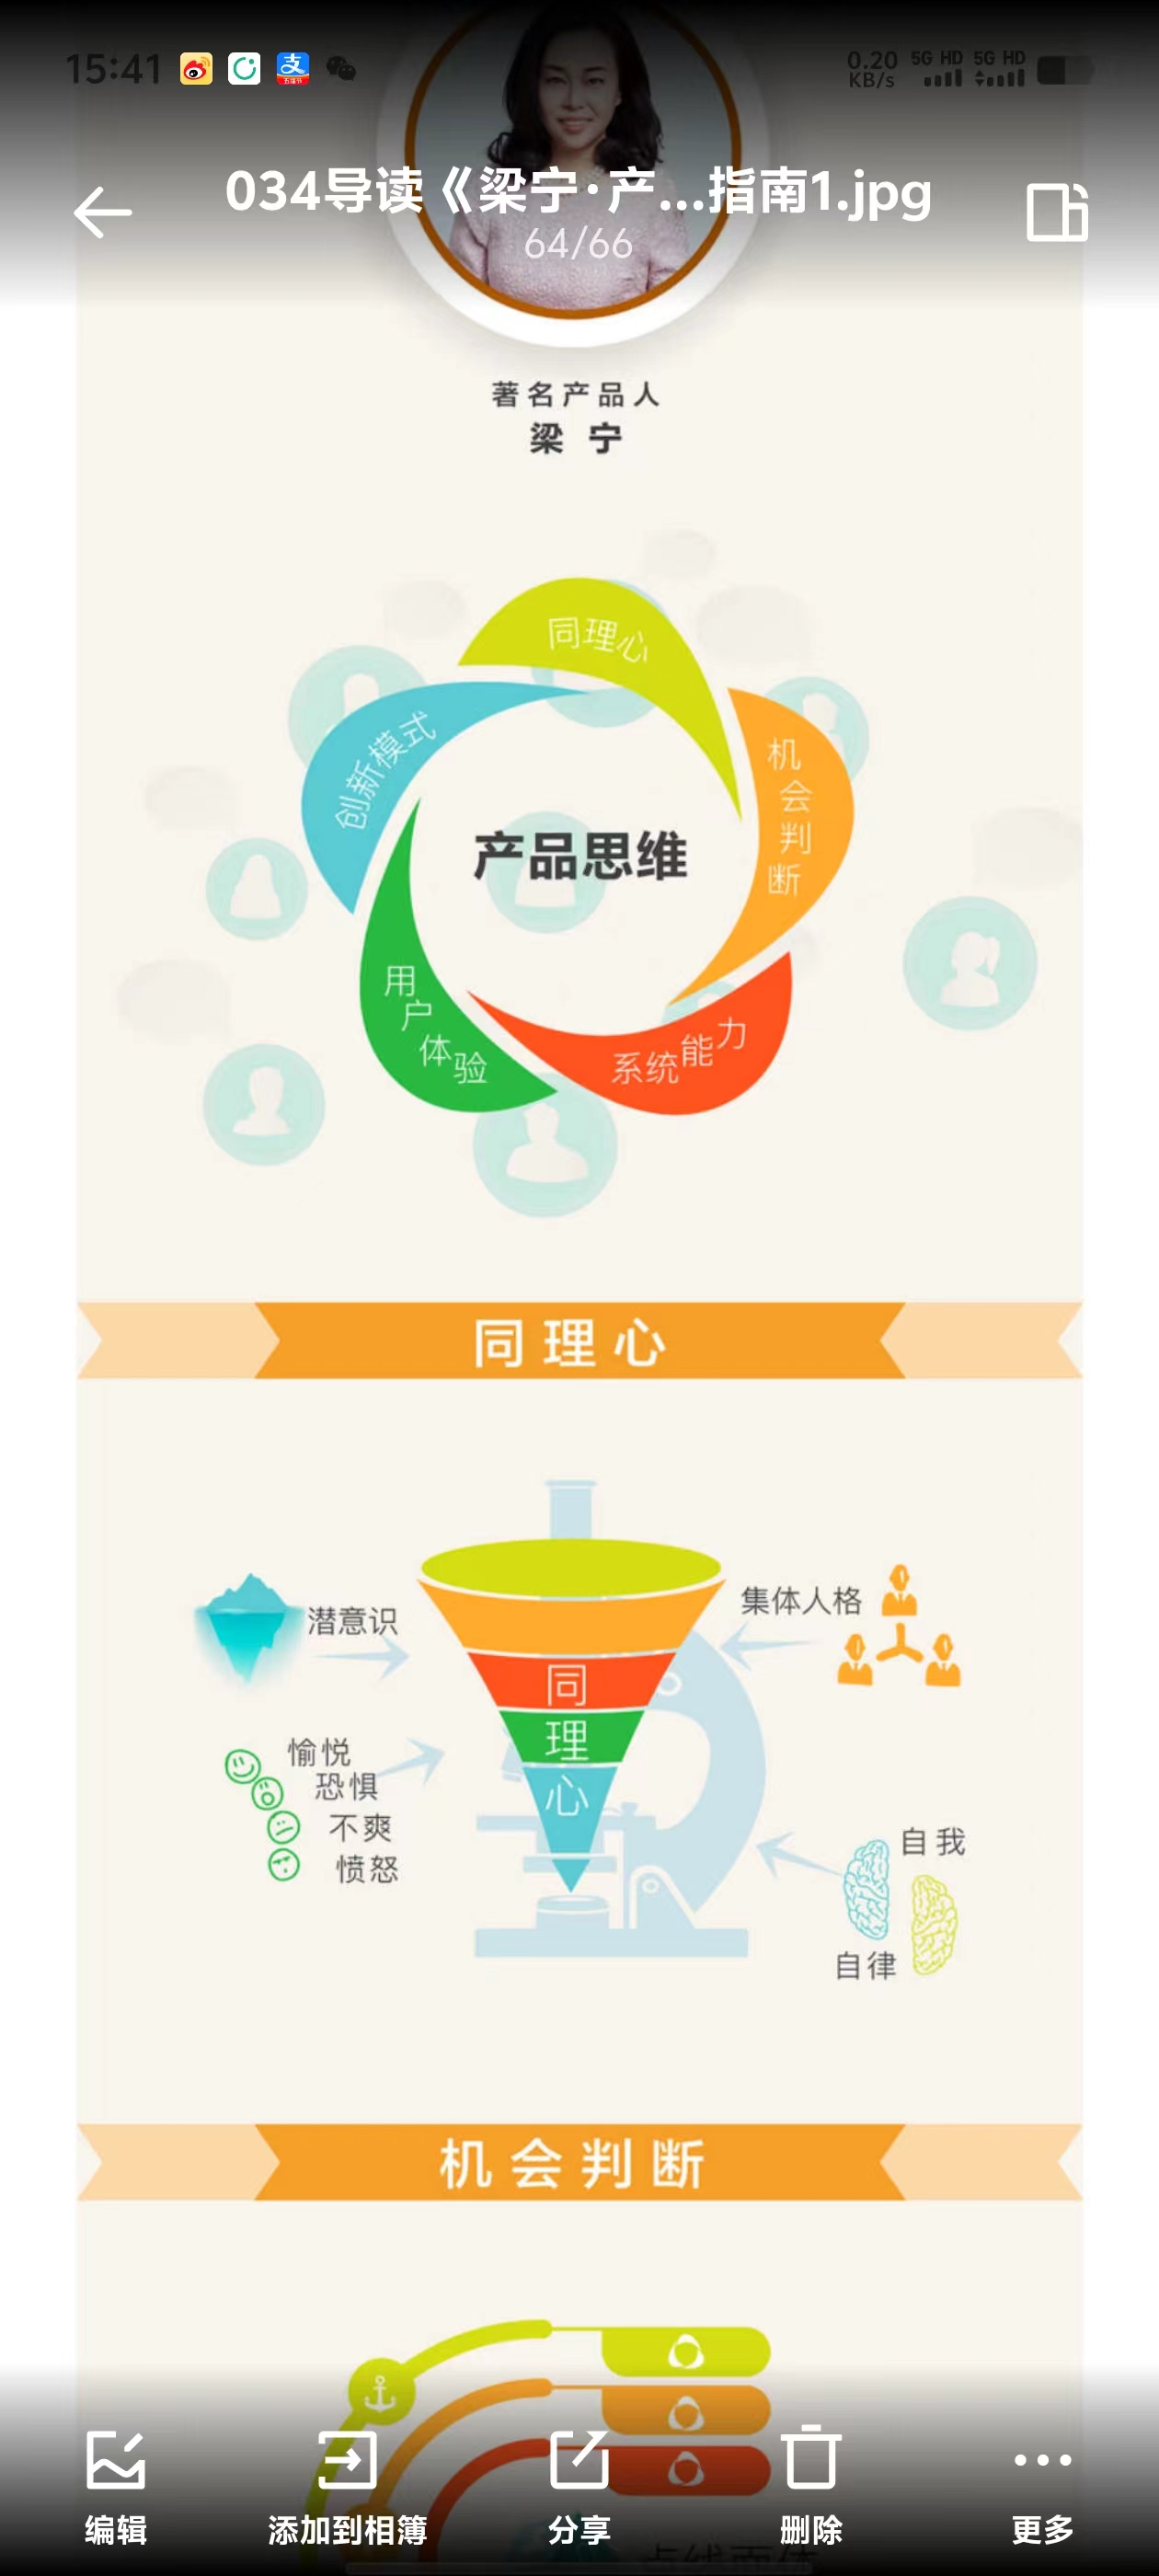 15:41
0.20 KB/s
5G HD 5G HD
034导读《梁宁·产...指南1.jpg
64/66
著名产品人
梁宁
同理心
机会判断
系统能力
用户体验
创新模式
产品思维
同理心
潜意识
集体人格
同理心
愉悦
恐惧
不爽
愤怒
自我
自律
机会判断
点线面体
编辑
添加到相簿
分享
删除
更多